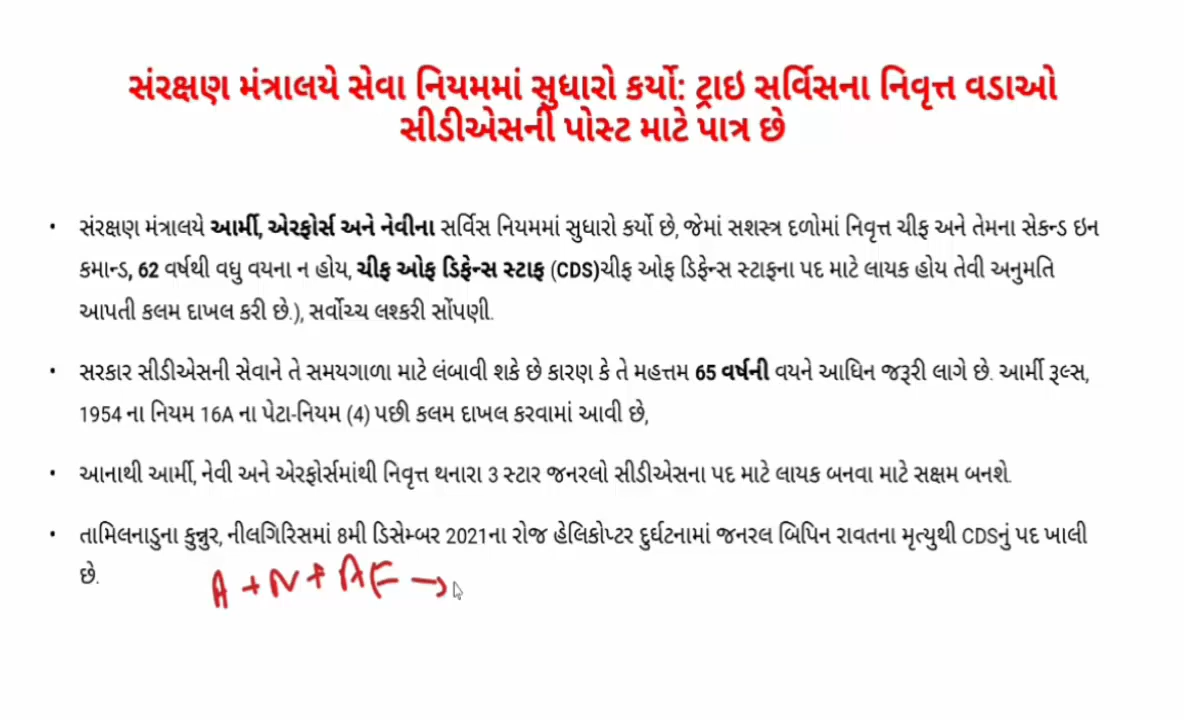 સંરક્ષણ મંત્રાલયે સેવા નિયમમાં સુધારો કર્યો: ટ્રાઇ સર્વિસના નિવૃત્ત વડાઓ
સીડીએસની પોસ્ટ માટે પાત્ર છે
• સંરક્ષણ મંત્રાલયે આર્મી, એરફોર્સ અને નેવીના સર્વિસ નિયમમાં સુધારો કર્યો છે, જેમાં સશસ્ત્ર દળોમાં નિવૃત્ત ચીફ અને તેમના સેકન્ડ ઇન
કમાન્ડ, 62 વર્ષથી વધુ વયના ન હોય, ચીફ ઓફ ડિફેન્સ સ્ટાફ (CDS)ચીફ ઓફ ડિફેન્સ સ્ટાફના પદ માટે લાયક હોય તેવી અનુમતિ
આપતી કલમ દાખલ કરી છે.), સર્વોચ્ચ લશ્કરી સોંપણી.
• સરકાર સીડીએસની સેવાને તે સમયગાળા માટે લંબાવી શકે છે કારણ કે તે મહત્તમ 65 વર્ષની વયને આધિન જરૂરી લાગે છે. આર્મી રૂલ્સ,
1954 ના નિયમ 16A ના પેટા-નિયમ (4) પછી કલમ દાખલ કરવામાં આવી છે,
• આનાથી આર્મી, નેવી અને એરફોર્સમાંથી નિવૃત્ત થનારા 3 સ્ટાર જનરલો સીડીએસના પદ માટે લાયક બનવા માટે સક્ષમ બનશે.
• તામિલનાડુના કુન્નુર, નીલગિરિસમાં 8મી ડિસેમ્બર 2021ના રોજ હેલિકોપ્ટર દુર્ઘટનામાં જનરલ બિપિન રાવતના મૃત્યુથી CDSનું પદ ખાલી
છે.
A + N + AF →